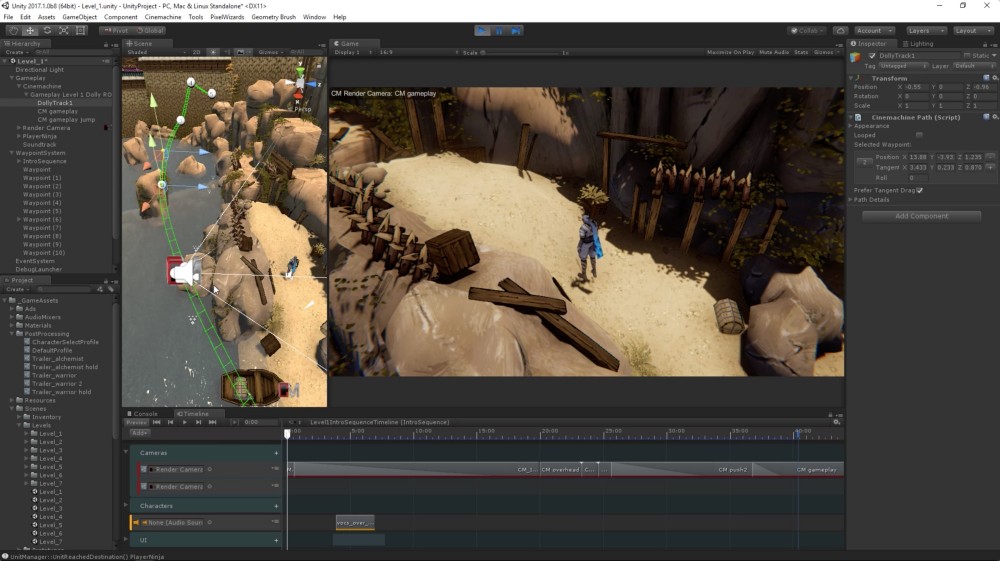 Unity 2017.1.0b8 (64bit) - Level_1.unity - UnityProject - PC, Mac & Linux Standalone* <DX11>
File Edit Assets GameObject Component Cinemachine Tools PixelWizards Geometry Brush Window Help
Pivot Global Collab Account Layers Layout
Hierarchy
Create
Level_1*
Directional Light
Gameplay
Cinemachine
Gameplay Level 1 Dolly
DollyTrack1
CM gameplay
CM gameplay jump
Render Camera
PlayerNinja
Soundtrack
WaypointSystem
IntroSequence
Waypoint
Waypoint (1)
Waypoint (2)
Waypoint (3)
Waypoint (4)
Waypoint (5)
Waypoint (6)
Waypoint (7)
Waypoint (8)
Waypoint (9)
Waypoint (10)
EventSystem
DebugLauncher
Project
Create
_GameAssets
Ads
AudioMixers
Materials
PostProcessing
CharacterSelectProfile
DefaultProfile
Trailer_alchemist
Trailer_alchemist hold
Trailer_warrior
Trailer_warrior 2
Trailer_warrior hold
Resources
Scenes
Inventory
Levels
Level_1
Level_2
Level_3
Level_4
Level_5
Level_6
Level_7
Level_1
Level_2
Level_3
Level_4
Level_5
Level_6
Level_7
Scene
Shaded 2D Gizmos
Persp
Game
Display 1 16:9 Scale 1x Maximize On Play Mute Audio Stats Gizmos
CM Render Camera: CM gameplay
Inspector Lighting
DollyTrack1 Static
Tag Untagged Layer Default
Transform
Position X -0.55 Y 0 Z -0.96
Rotation X 0 Y 0 Z 0
Scale X 1 Y 1 Z 1
Cinemachine Path (Script)
Appearance
Looped
Selected Waypoint:
Position X 13.88 Y -3.93 Z 1.235
Tangent X 3.633 Y 0.233 Z 0.870
Roll 0
Prefer Tangent Drag
Path Details
Add Component
Console Timeline
Preview 0:00 Level1IntroSequenceTimeline (IntroSequence)
Add
5:00 10:00 15:00 20:00 25:00 30:00 35:00 40:00
Cameras
Render Camera CM_1... CM overhead C... ... CM push2 CM gameplay
Render Camera
Characters
None (Audio Sour voice_over_...
UI
UnitManager::UnitReachedDestination() PlayerNinja